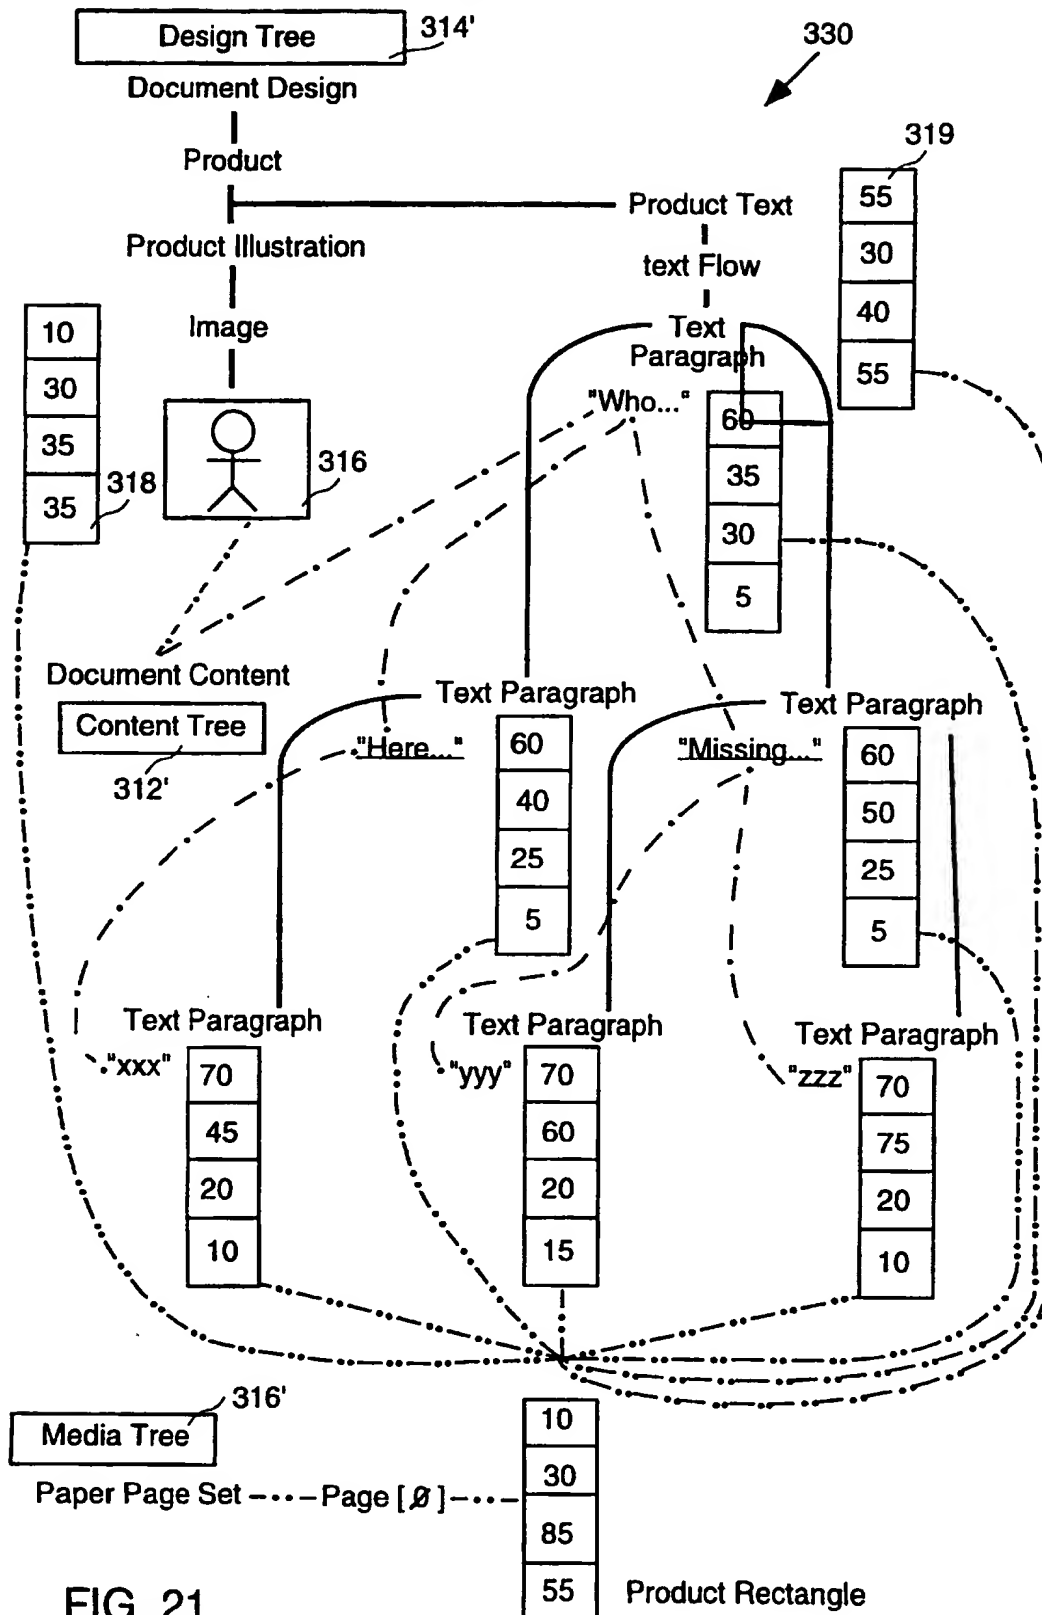 Design Tree
314'
330
Document Design
319
Product
55
Product Text
30
Product Illustration
text Flow
40
10
Image
Text
Paragraph
55
30
"Who..."
60
35
316
35
35
318
30
5
Document Content
Text Paragraph
Text Paragraph
Content Tree
"Here..."
60
"Missing..."
60
312'
40
50
25
25
5
5
Text Paragraph
Text Paragraph
Text Paragraph
"xxx"
70
"yyy"
70
"zzz"
70
45
60
75
20
20
20
10
15
10
316'
Media Tree
10
30
Paper Page Set
Page [Ø]
85
55
Product Rectangle
FIG. 21